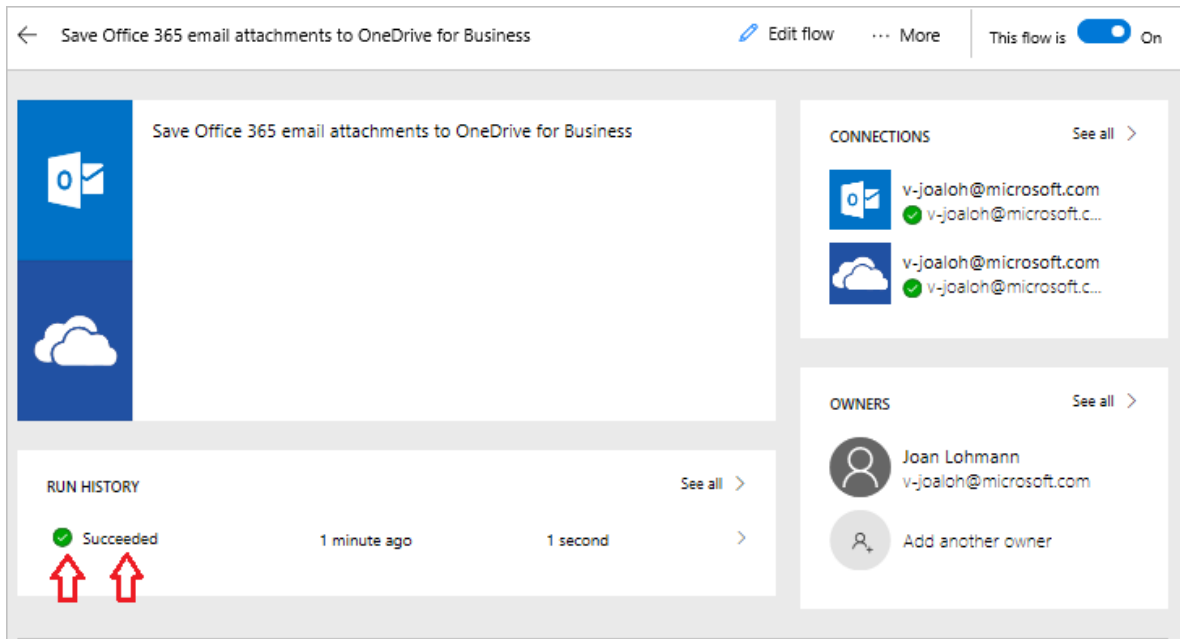 Save Office 365 email attachments to OneDrive for Business
Edit flow
··· More
This flow is
On
Save Office 365 email attachments to OneDrive for Business
CONNECTIONS
See all
v-joaloh@microsoft.com
v-joaloh@microsoft.c...
v-joaloh@microsoft.com
v-joaloh@microsoft.c...
OWNERS
See all
Joan Lohmann
v-joaloh@microsoft.com
Add another owner
RUN HISTORY
See all
Succeeded
1 minute ago
1 second